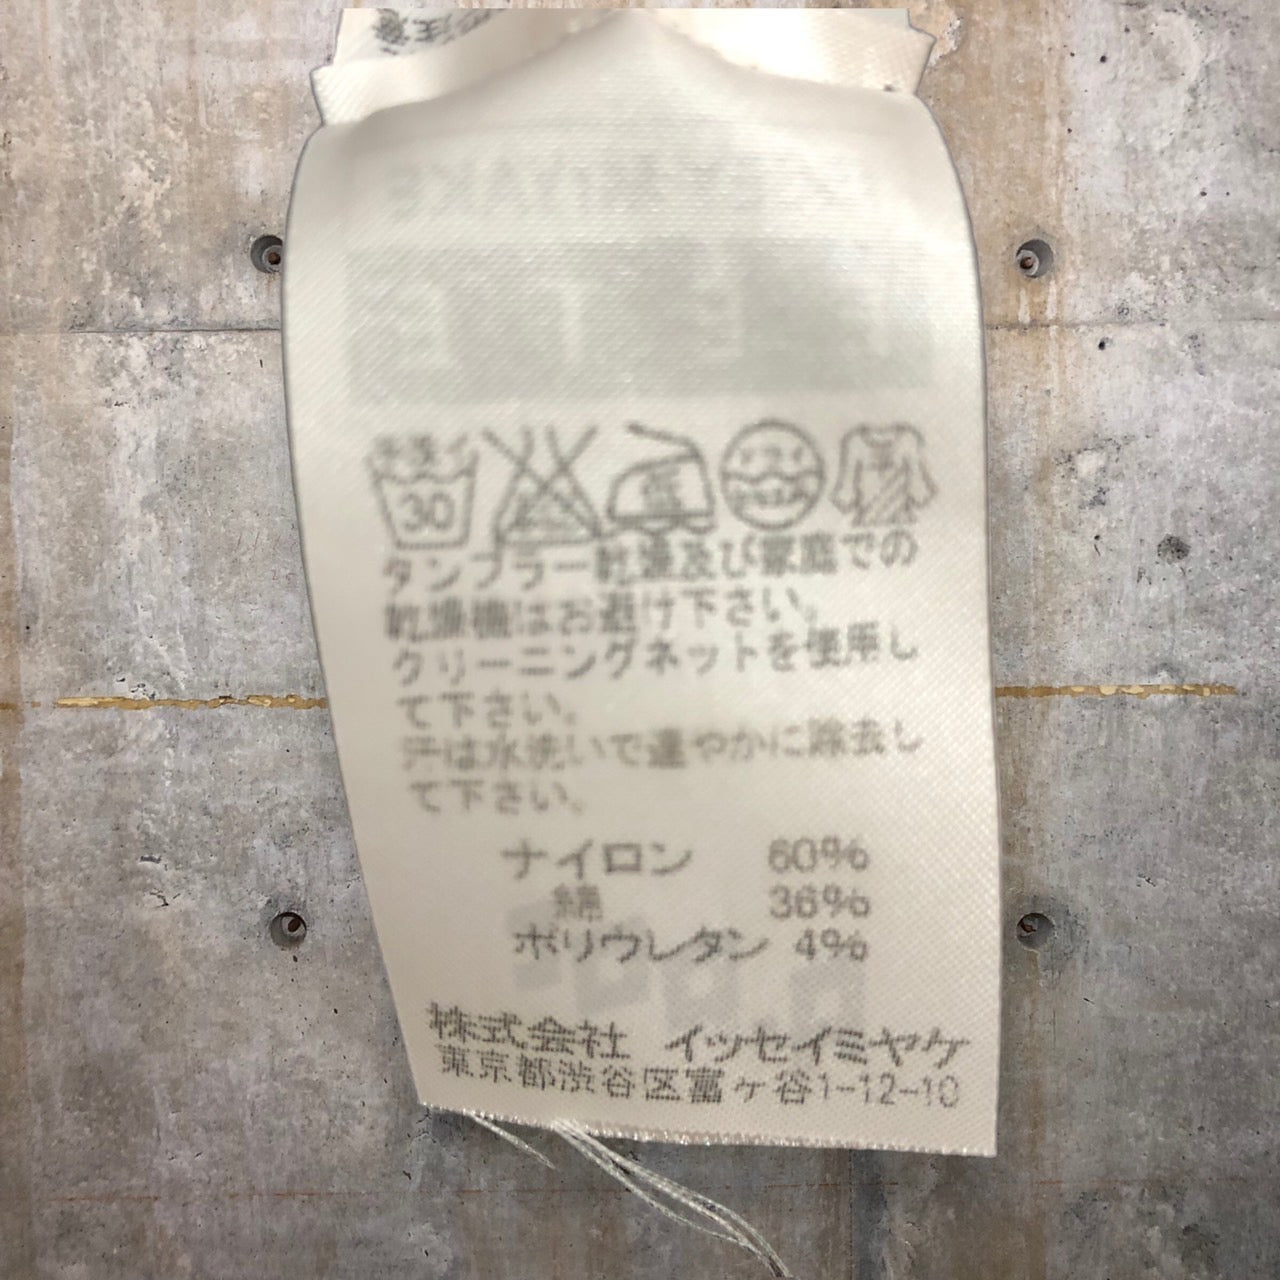 30
タンブラー乾燥及び家庭での
乾燥機はお避け下さい。
クリーニングネットを使用し
て下さい。
汗は水洗いで速やかに除去し
て下さい。
ナイロン 60%
綿 36%
ポリウレタン 4%
株式会社 イッセイミヤケ
東京都渋谷区富ヶ谷1-12-10